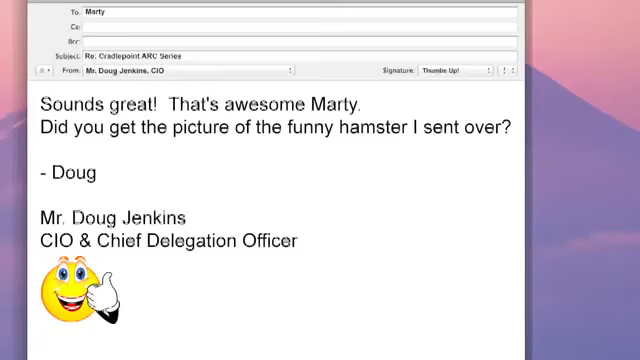 To: Marty
Cc:
Bcc:
Subject: Re: Cradlepoint ARC Series
From: Mr. Doug Jenkins, CIO Signature: Thumbs Up! !
Sounds great! That's awesome Marty.
Did you get the picture of the funny hamster I sent over?
- Doug
Mr. Doug Jenkins
CIO & Chief Delegation Officer